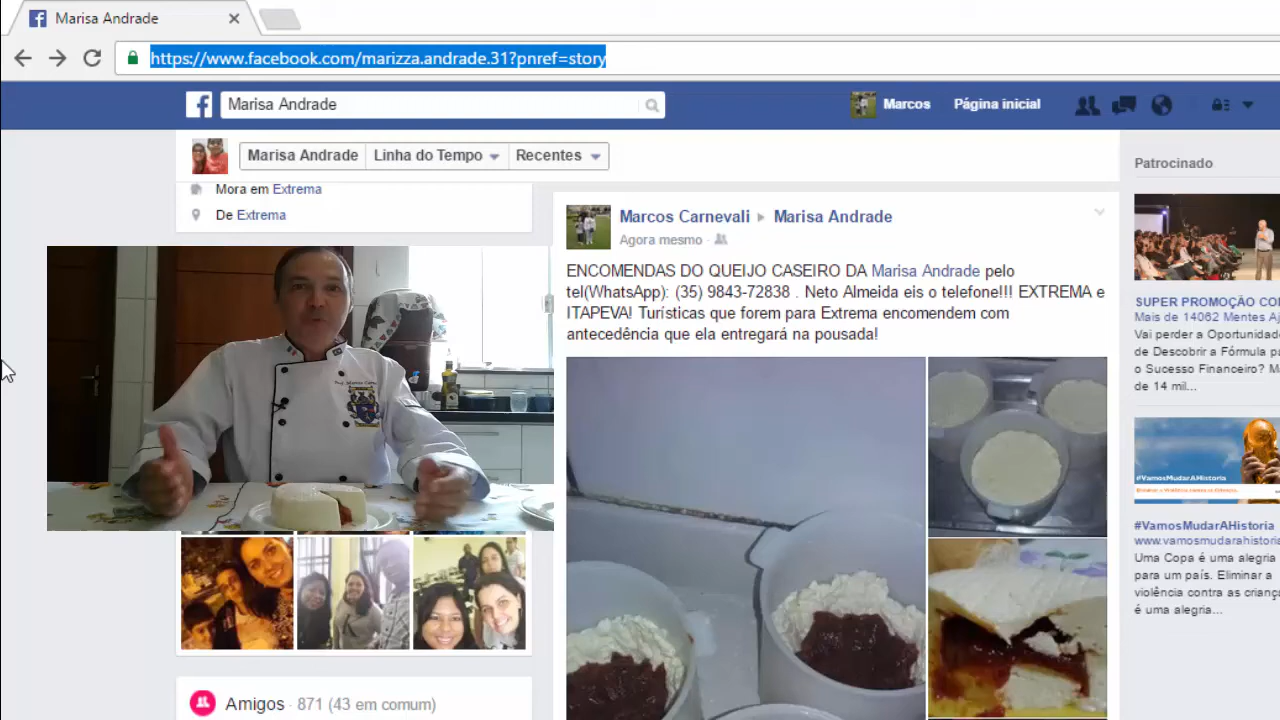 Marisa Andrade
https://www.facebook.com/marizza.andrade.31?pnref=story
Marisa Andrade
Marcos
Página inicial
Marisa Andrade
Linha do Tempo
Recentes
Mora em Extrema
De Extrema
Marcos Carnevali ▸ Marisa Andrade
Agora mesmo ·
ENCOMENDAS DO QUEIJO CASEIRO DA Marisa Andrade pelo
tel(WhatsApp): (35) 9843-72838 . Neto Almeida eis o telefone!!! EXTREMA e
ITAPEVA! Turísticas que forem para Extrema encomendem com
antecedência que ela entregará na pousada!
Amigos · 871 (43 em comum)
Patrocinado
SUPER PROMOÇÃO CO
Mais de 14062 Mentes Aj
Vai perder a Oportunidad
de Descobrir a Fórmula p
o Sucesso Financeiro? M
de 14 mil...
#VamosMudarAHistoria
#VamosMudarAHistoria
www.vamosmudarahistori
Uma Copa é uma alegria
para um país. Eliminar a
violência contra as crianç
é uma alegria...